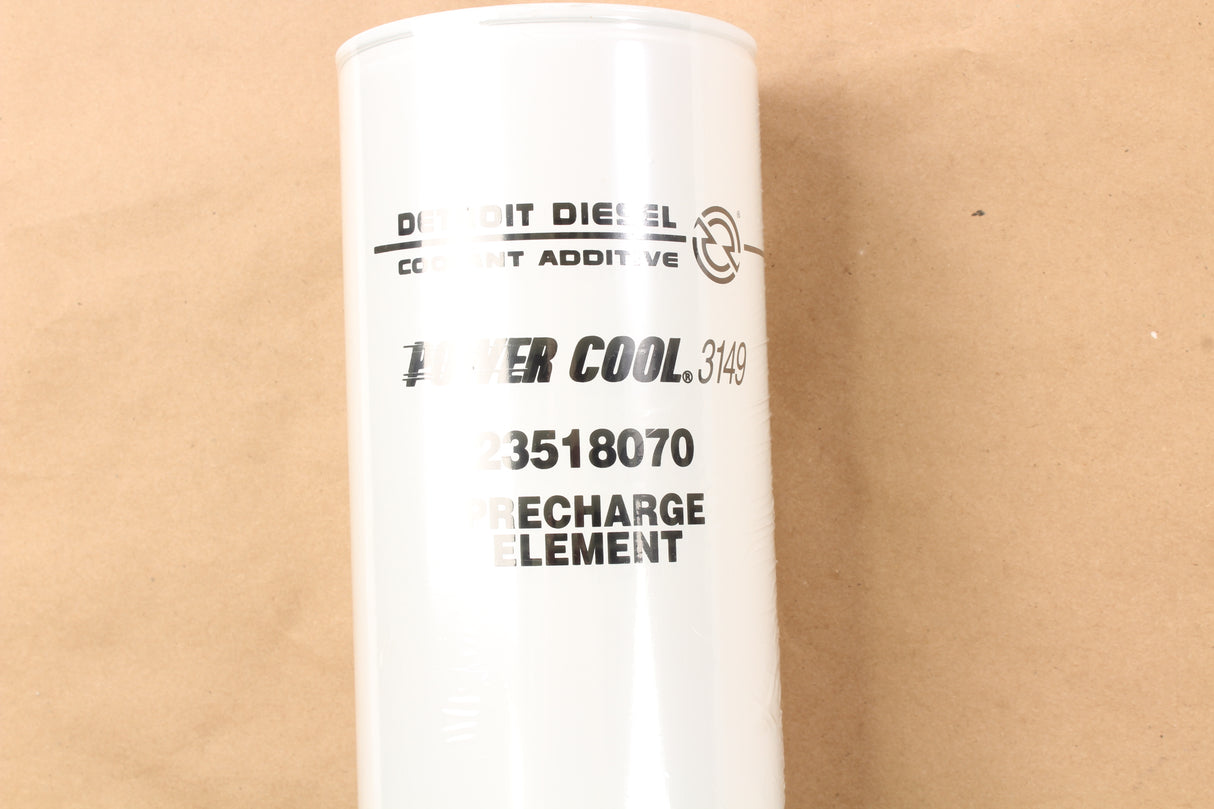 DETROIT DIESEL ®
COOLANT ADDITIVE
POWER COOL® 3149
23518070
PRECHARGE
ELEMENT